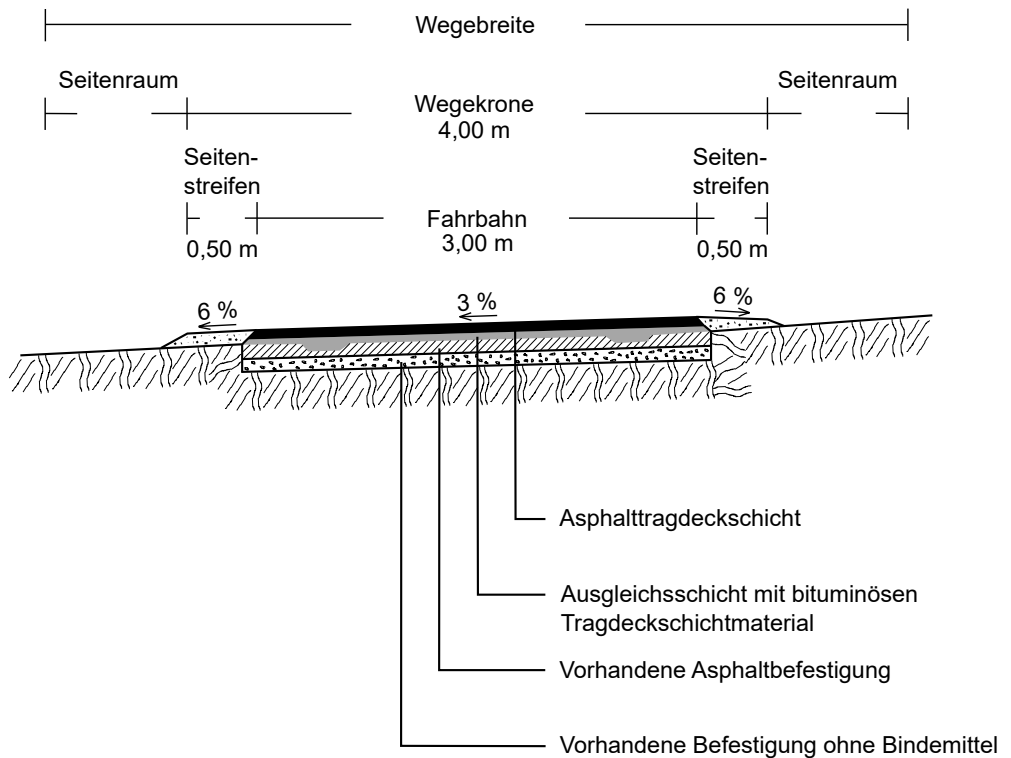 Wegebreite
Seitenraum
Seitenraum
Wegekrone
4,00 m
Seiten-
streifen
Seiten-
streifen
Fahrbahn
3,00 m
0,50 m
0,50 m
6 %
3 %
6 %
Asphalttragdeckschicht
Ausgleichsschicht mit bituminösen
Tragdeckschichtmaterial
Vorhandene Asphaltbefestigung
Vorhandene Befestigung ohne Bindemittel